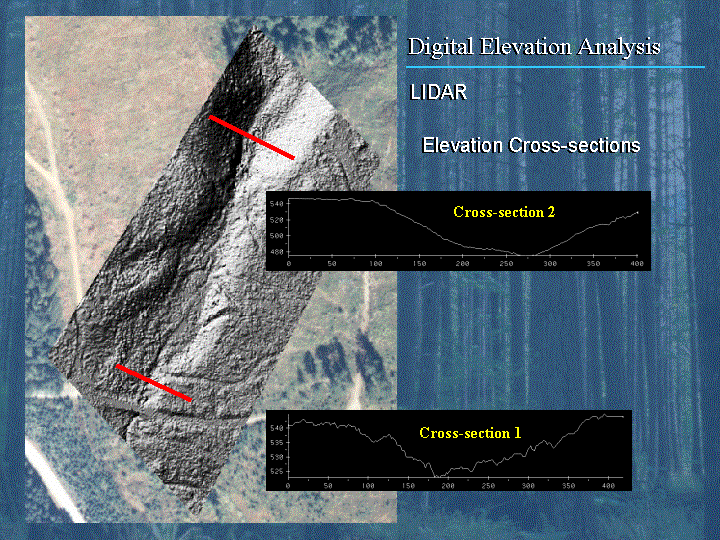 Digital Elevation Analysis
LIDAR
Elevation Cross-sections
Cross-section 2
540
520
500
480
0 50 100 150 200 250 300 350 400
Cross-section 1
540
535
530
525
0 50 100 150 200 250 300 350 400